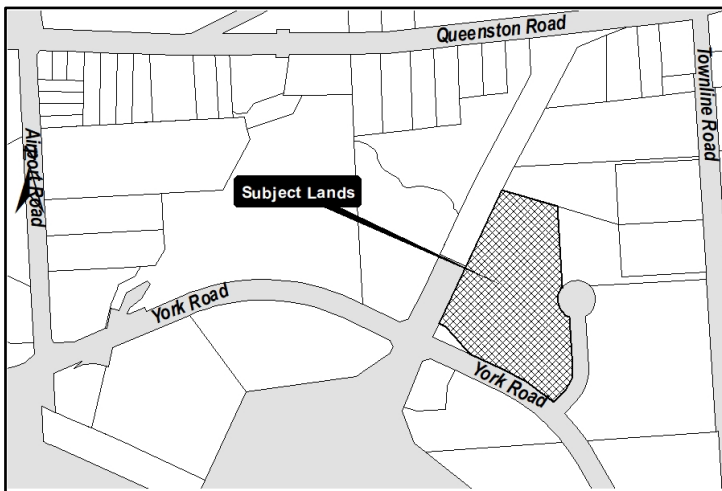 Queenston Road
Townline Road
Airport Road
Subject Lands
York Road
York Road